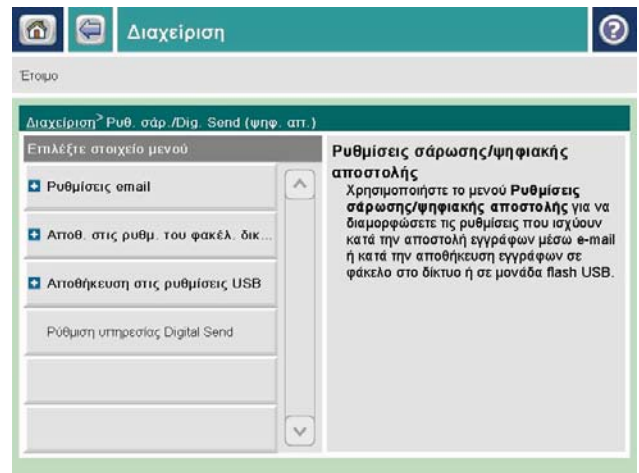 Διαχείριση
Έτοιμο
Διαχείριση> Ρυθ. σάρ./Dig. Send (ψηφ. απ.)
Επιλέξτε στοιχείο μενού
Ρυθμίσεις email
Αποθ. στις ρυθμ. του φακέλ. δικ...
Αποθήκευση στις ρυθμίσεις USB
Ρύθμιση υπηρεσίας Digital Send
Ρυθμίσεις σάρωσης/ψηφιακής
αποστολής
Χρησιμοποιήστε το μενού Ρυθμίσεις
σάρωσης/ψηφιακής αποστολής για να
διαμορφώσετε τις ρυθμίσεις που ισχύουν
κατά την αποστολή εγγράφων μέσω e-mail
ή κατά την αποθήκευση εγγράφων σε
φάκελο στο δίκτυο ή σε μονάδα flash USB.